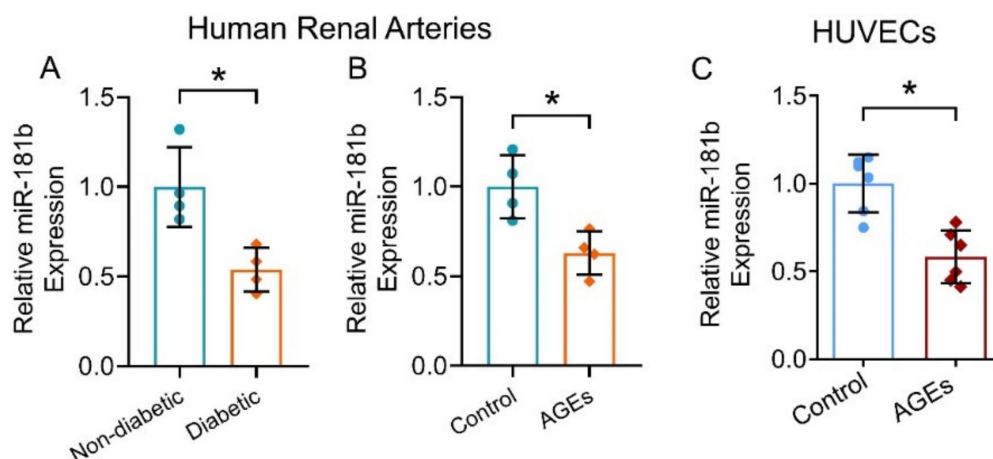 Human Renal Arteries
HUVECs
A
*
Relative miR-181b
Expression
1.5
1.0
0.5
0.0
Non-diabetic
Diabetic
B
*
Relative miR-181b
Expression
1.5
1.0
0.5
0.0
Control
AGEs
C
*
Relative miR-181b
Expression
1.5
1.0
0.5
0.0
Control
AGEs